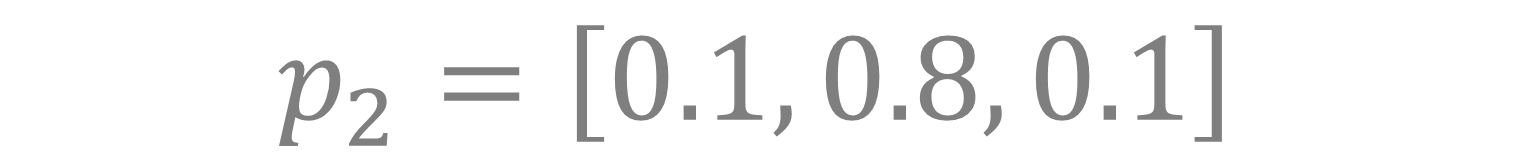 p₂ = [0.1, 0.8, 0.1]